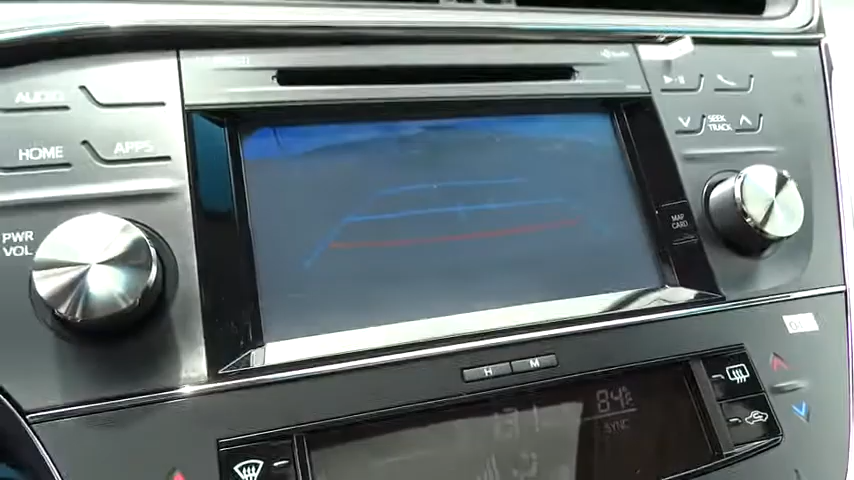 AUDIO
HOME
APPS
PWR
VOL
SEEK
TRACK
MAP
CARD
H
M
84
SYNC